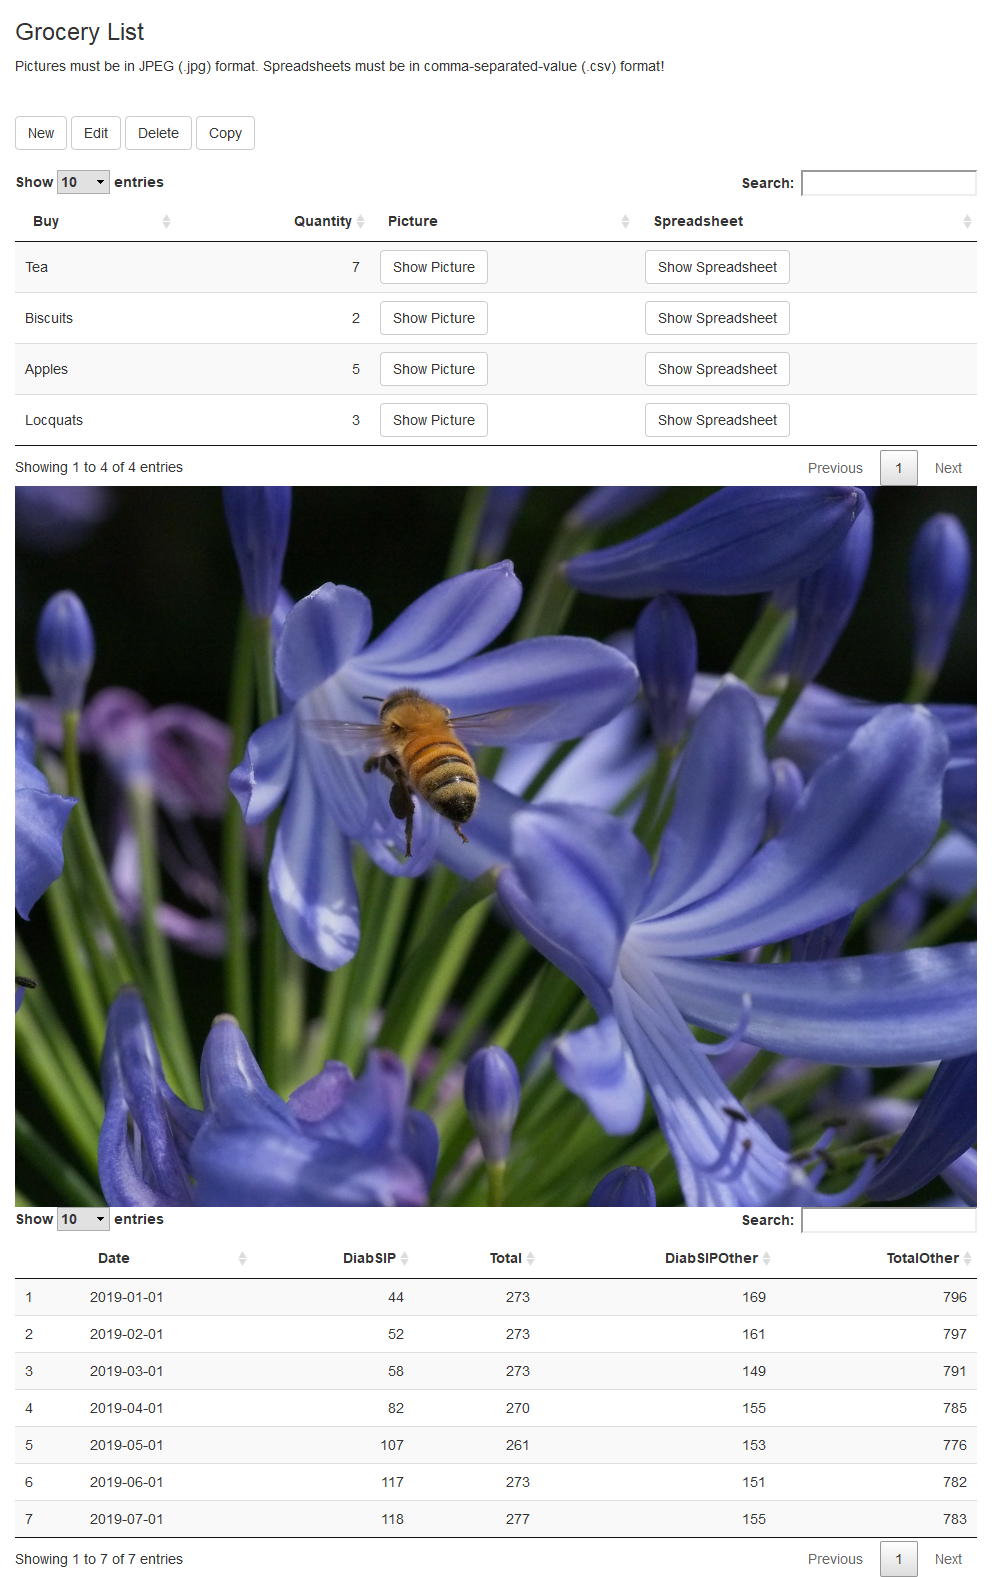 Grocery List
Pictures must be in JPEG (.jpg) format. Spreadsheets must be in comma-separated-value (.csv) format!
New Edit Delete Copy
Show 10 entries Search:
Buy Quantity Picture Spreadsheet
Tea 7 Show Picture Show Spreadsheet
Biscuits 2 Show Picture Show Spreadsheet
Apples 5 Show Picture Show Spreadsheet
Locquats 3 Show Picture Show Spreadsheet
Showing 1 to 4 of 4 entries Previous 1 Next
Show 10 entries Search:
Date DiabSIP Total DiabSIPOther TotalOther
1 2019-01-01 44 273 169 796
2 2019-02-01 52 273 161 797
3 2019-03-01 58 273 149 791
4 2019-04-01 82 270 155 785
5 2019-05-01 107 261 153 776
6 2019-06-01 117 273 151 782
7 2019-07-01 118 277 155 783
Showing 1 to 7 of 7 entries Previous 1 Next